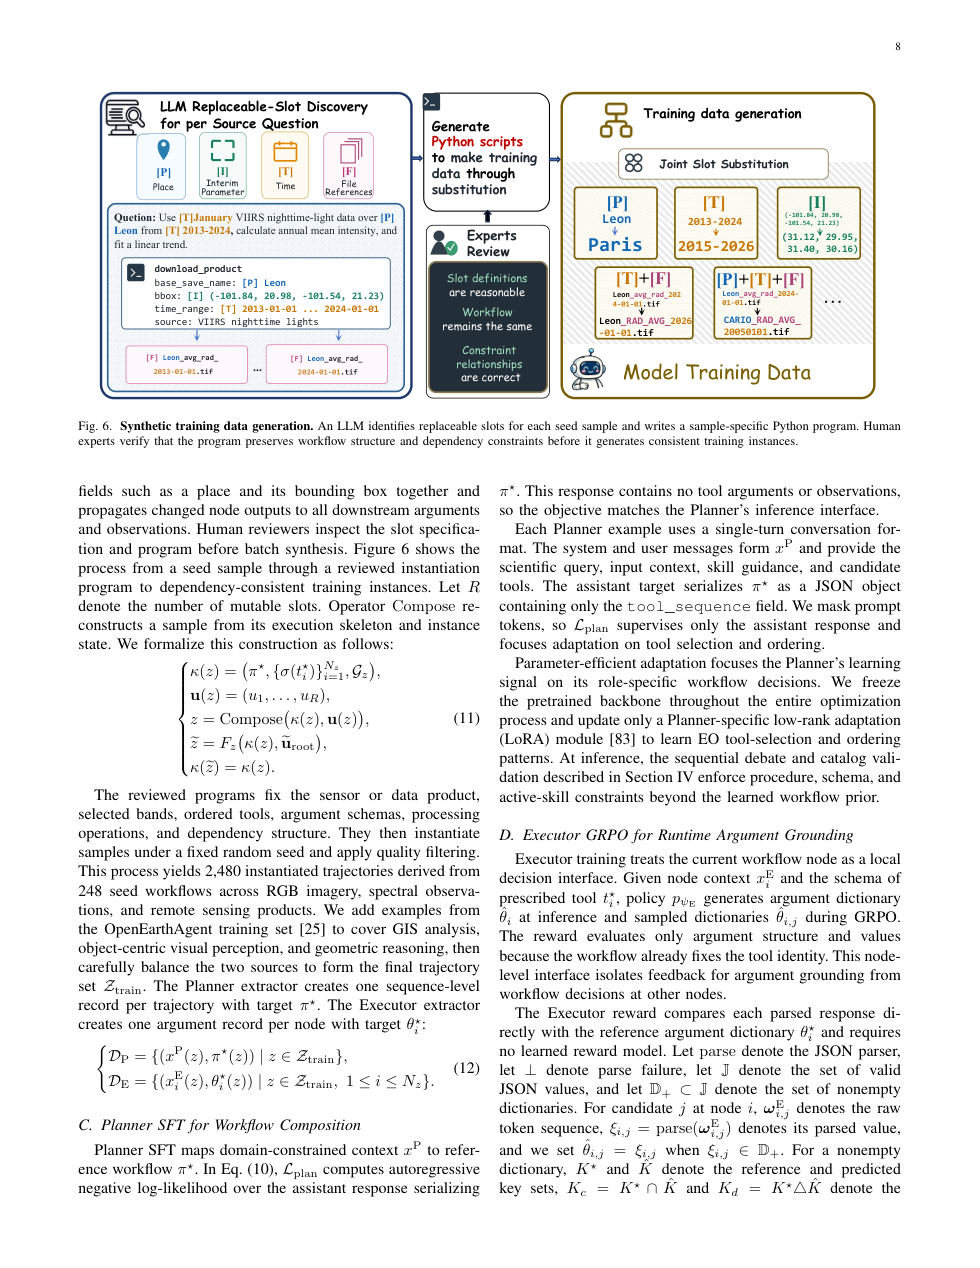 8
LLM Replaceable-Slot Discovery
for per Source Question
[P]
Place
[I]
Interim
Parameter
[T]
Time
[F]
File
References
Quetion: Use [T]January VIIRS nighttime-light data over [P]
Leon from [T] 2013-2024, calculate annual mean intensity, and
fit a linear trend.
download_product
base_save_name: [P] Leon
bbox: [I] (-101.84, 20.98, -101.54, 21.23)
time_range: [T] 2013-01-01 ... 2024-01-01
source: VIIRS nighttime lights
[F] Leon_avg_rad_
2013-01-01.tif
...
[F] Leon_avg_rad_
2024-01-01.tif
Generate
Python scripts
to make training
data through
substitution
Experts
Review
Slot definitions
are reasonable
Workflow
remains the same
Constraint
relationships
are correct
Training data generation
Joint Slot Substitution
[P]
Leon
Paris
[T]
2013-2024
2015-2026
[I]
(-101.84, 20.98,
-101.54, 21.23)
(31.12, 29.95,
31.40, 30.16)
[T]+[F]
Leon_avg_rad_202
4-01-01.tif
Leon_RAD_AVG_2026
-01-01.tif
[P]+[T]+[F]
Leon_avg_rad_2024-
01-01.tif
CARIO_RAD_AVG_
20050101.tif
...
Model Training Data
Fig. 6. Synthetic training data generation. An LLM identifies replaceable slots for each seed sample and writes a sample-specific Python program. Human
experts verify that the program preserves workflow structure and dependency constraints before it generates consistent training instances.
fields such as a place and its bounding box together and
propagates changed node outputs to all downstream arguments
and observations. Human reviewers inspect the slot specifica-
tion and program before batch synthesis. Figure 6 shows the
process from a seed sample through a reviewed instantiation
program to dependency-consistent training instances. Let R
denote the number of mutable slots. Operator Compose re-
constructs a sample from its execution skeleton and instance
state. We formalize this construction as follows:
κ(z) = (π⋆, {σ(t⋆i)}Nz i=1, Gz),
u(z) = (u1, . . . , uR),
z = Compose(κ(z), u(z)),
z̃ = Fz(κ(z), ũroot),
κ(z̃) = κ(z).
(11)
The reviewed programs fix the sensor or data product,
selected bands, ordered tools, argument schemas, processing
operations, and dependency structure. They then instantiate
samples under a fixed random seed and apply quality filtering.
This process yields 2,480 instantiated trajectories derived from
248 seed workflows across RGB imagery, spectral observa-
tions, and remote sensing products. We add examples from
the OpenEarthAgent training set [25] to cover GIS analysis,
object-centric visual perception, and geometric reasoning, then
carefully balance the two sources to form the final trajectory
set Ztrain. The Planner extractor creates one sequence-level
record per trajectory with target π⋆. The Executor extractor
creates one argument record per node with target θ⋆i:
DP = {(xP(z), π⋆(z)) | z ∈ Ztrain},
DE = {(xEi(z), θ⋆i(z)) | z ∈ Ztrain, 1 ≤ i ≤ Nz}.
(12)
C. Planner SFT for Workflow Composition
Planner SFT maps domain-constrained context xP to refer-
ence workflow π⋆. In Eq. (10), Lplan computes autoregressive
negative log-likelihood over the assistant response serializing
π⋆. This response contains no tool arguments or observations,
so the objective matches the Planner's inference interface.
Each Planner example uses a single-turn conversation for-
mat. The system and user messages form xP and provide the
scientific query, input context, skill guidance, and candidate
tools. The assistant target serializes π⋆ as a JSON object
containing only the tool_sequence field. We mask prompt
tokens, so Lplan supervises only the assistant response and
focuses adaptation on tool selection and ordering.
Parameter-efficient adaptation focuses the Planner's learning
signal on its role-specific workflow decisions. We freeze
the pretrained backbone throughout the entire optimization
process and update only a Planner-specific low-rank adaptation
(LoRA) module [83] to learn EO tool-selection and ordering
patterns. At inference, the sequential debate and catalog vali-
dation described in Section IV enforce procedure, schema, and
active-skill constraints beyond the learned workflow prior.
D. Executor GRPO for Runtime Argument Grounding
Executor training treats the current workflow node as a local
decision interface. Given node context xEi and the schema of
prescribed tool t⋆i, policy pψE generates argument dictionary
θ̂i at inference and sampled dictionaries θ̂i,j during GRPO.
The reward evaluates only argument structure and values
because the workflow already fixes the tool identity. This node-
level interface isolates feedback for argument grounding from
workflow decisions at other nodes.
The Executor reward compares each parsed response di-
rectly with the reference argument dictionary θ⋆i and requires
no learned reward model. Let parse denote the JSON parser,
let ⊥ denote parse failure, let 𝕁 denote the set of valid
JSON values, and let 𝔻+ ⊂ 𝕁 denote the set of nonempty
dictionaries. For candidate j at node i, ωEi,j denotes the raw
token sequence, ξi,j = parse(ωEi,j) denotes its parsed value,
and we set θ̂i,j = ξi,j when ξi,j ∈ 𝔻+. For a nonempty
dictionary, K⋆ and K̂ denote the reference and predicted
key sets, Kc = K⋆ ∩ K̂ and Kd = K⋆△K̂ denote the